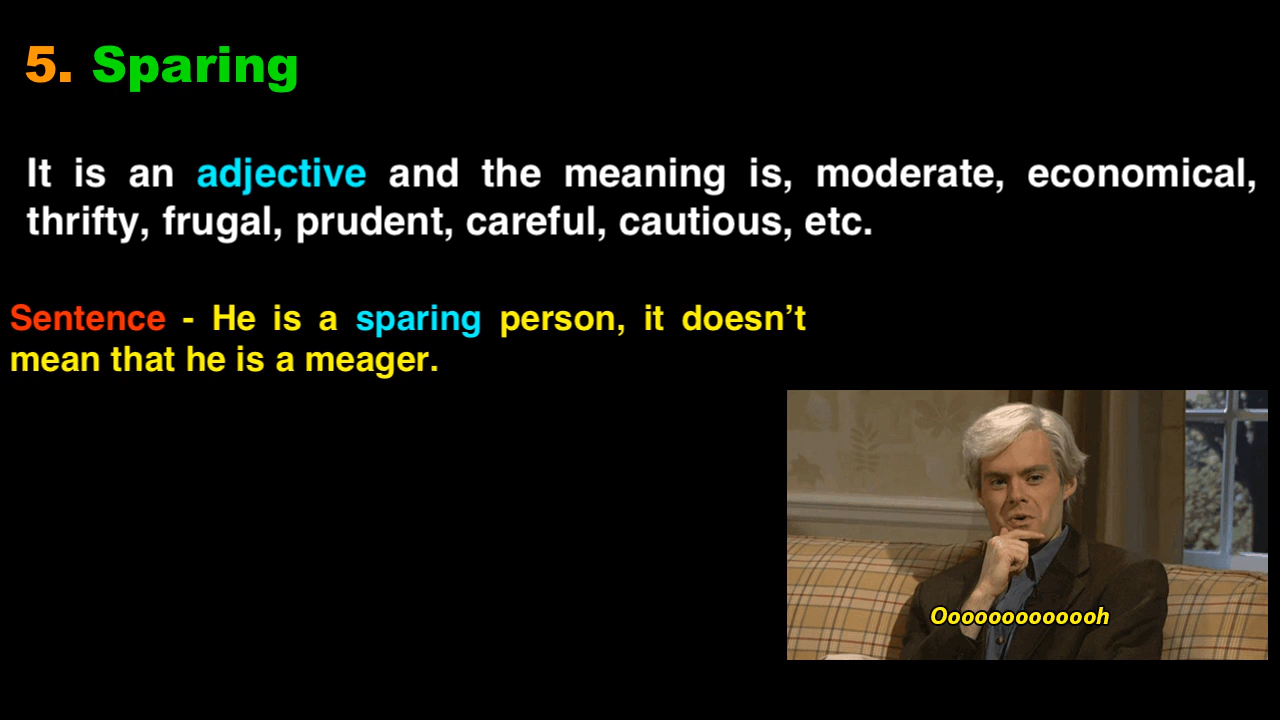 5. Sparing
It is an adjective and the meaning is, moderate, economical,
thrifty, frugal, prudent, careful, cautious, etc.
Sentence - He is a sparing person, it doesn’t
mean that he is a meager.
Ooooooooooooh